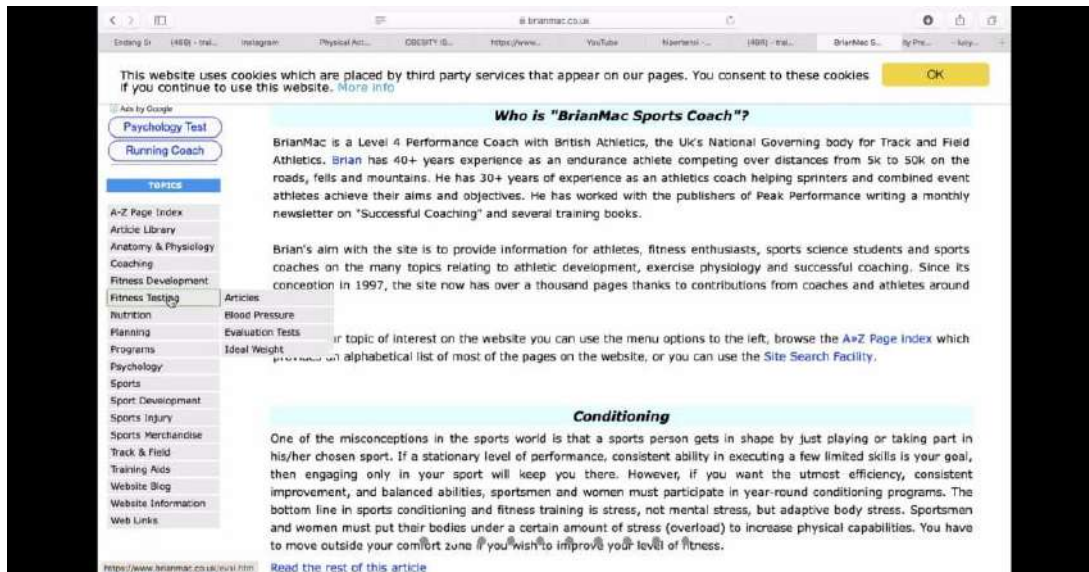 brianmac.co.uk
Instagram
Physical Act...
OBESITY (S...
https://www...
YouTube
BrianMac S...
This website uses cookies which are placed by third party services that appear on our pages. You consent to these cookies
if you continue to use this website. More info
OK
Ads by Google
Psychology Test
Running Coach
TOPICS
A-Z Page Index
Article Library
Anatomy & Physiology
Coaching
Fitness Development
Fitness Testing
Nutrition
Planning
Programs
Psychology
Sports
Sport Development
Sports Injury
Sports Merchandise
Track & Field
Training Aids
Website Blog
Website Information
Web Links
Articles
Blood Pressure
Evaluation Tests
Ideal Weight
Who is "BrianMac Sports Coach"?
BrianMac is a Level 4 Performance Coach with British Athletics, the UK's National Governing body for Track and Field
Athletics. Brian has 40+ years experience as an endurance athlete competing over distances from 5k to 50k on the
roads, fells and mountains. He has 30+ years of experience as an athletics coach helping sprinters and combined event
athletes achieve their aims and objectives. He has worked with the publishers of Peak Performance writing a monthly
newsletter on "Successful Coaching" and several training books.
Brian's aim with the site is to provide information for athletes, fitness enthusiasts, sports science students and sports
coaches on the many topics relating to athletic development, exercise physiology and successful coaching. Since its
conception in 1997, the site now has over a thousand pages thanks to contributions from coaches and athletes around
r topic of interest on the website you can use the menu options to the left, browse the A»Z Page Index which
an alphabetical list of most of the pages on the website, or you can use the Site Search Facility.
Conditioning
One of the misconceptions in the sports world is that a sports person gets in shape by just playing or taking part in
his/her chosen sport. If a stationary level of performance, consistent ability in executing a few limited skills is your goal,
then engaging only in your sport will keep you there. However, if you want the utmost efficiency, consistent
improvement, and balanced abilities, sportsmen and women must participate in year-round conditioning programs. The
bottom line in sports conditioning and fitness training is stress, not mental stress, but adaptive body stress. Sportsmen
and women must put their bodies under a certain amount of stress (overload) to increase physical capabilities. You have
to move outside your comfort zone if you wish to improve your level of fitness.
Read the rest of this article
https://www.brianmac.co.uk/eval.htm